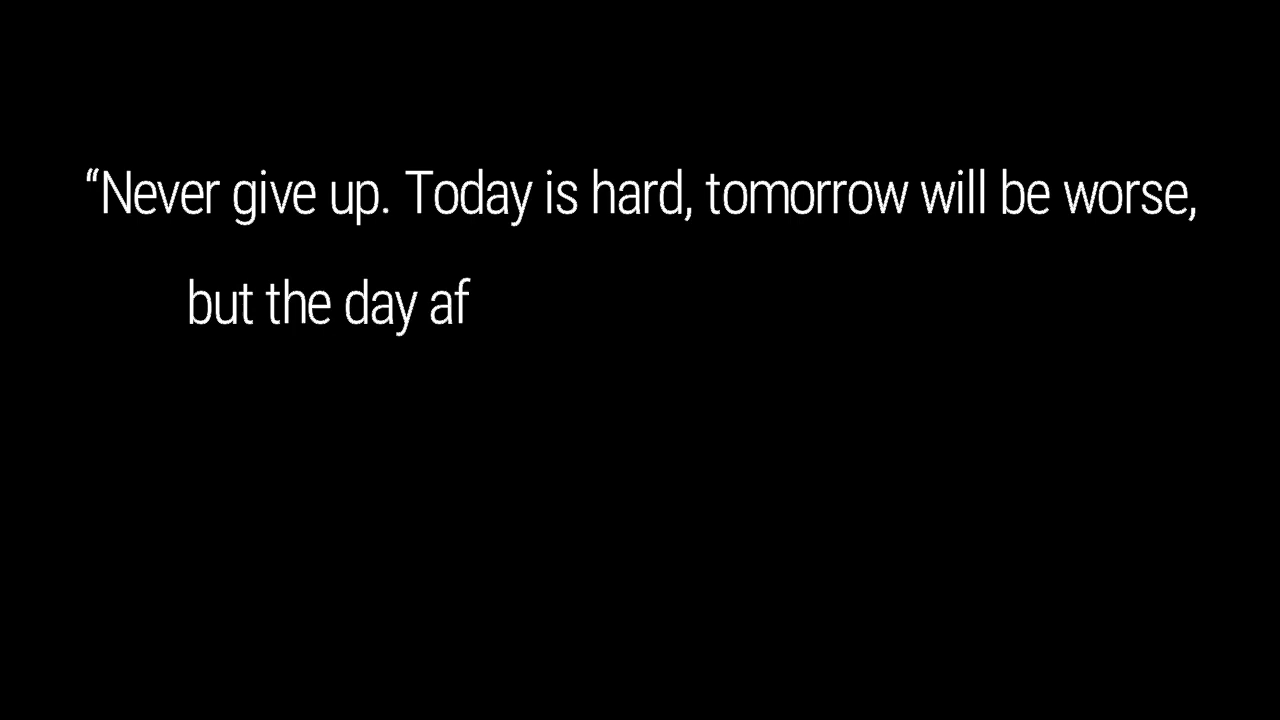 “Never give up. Today is hard, tomorrow will be worse,
but the day af